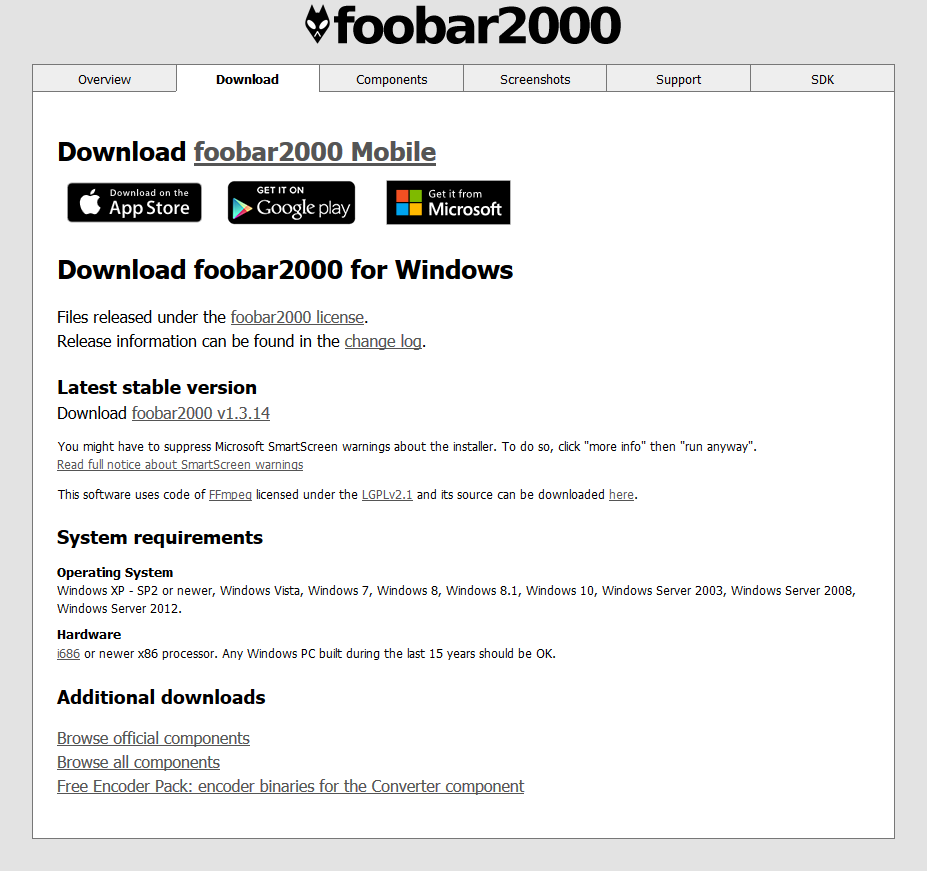 foobar2000
Overview
Download
Components
Screenshots
Support
SDK
Download foobar2000 Mobile
Download on the
App Store
GET IT ON
Google play
Get it from
Microsoft
Download foobar2000 for Windows
Files released under the foobar2000 license.
Release information can be found in the change log.
Latest stable version
Download foobar2000 v1.3.14
You might have to suppress Microsoft SmartScreen warnings about the installer. To do so, click "more info" then "run anyway".
Read full notice about SmartScreen warnings
This software uses code of FFmpeg licensed under the LGPLv2.1 and its source can be downloaded here.
System requirements
Operating System
Windows XP - SP2 or newer, Windows Vista, Windows 7, Windows 8, Windows 8.1, Windows 10, Windows Server 2003, Windows Server 2008,
Windows Server 2012.
Hardware
i686 or newer x86 processor. Any Windows PC built during the last 15 years should be OK.
Additional downloads
Browse official components
Browse all components
Free Encoder Pack: encoder binaries for the Converter component